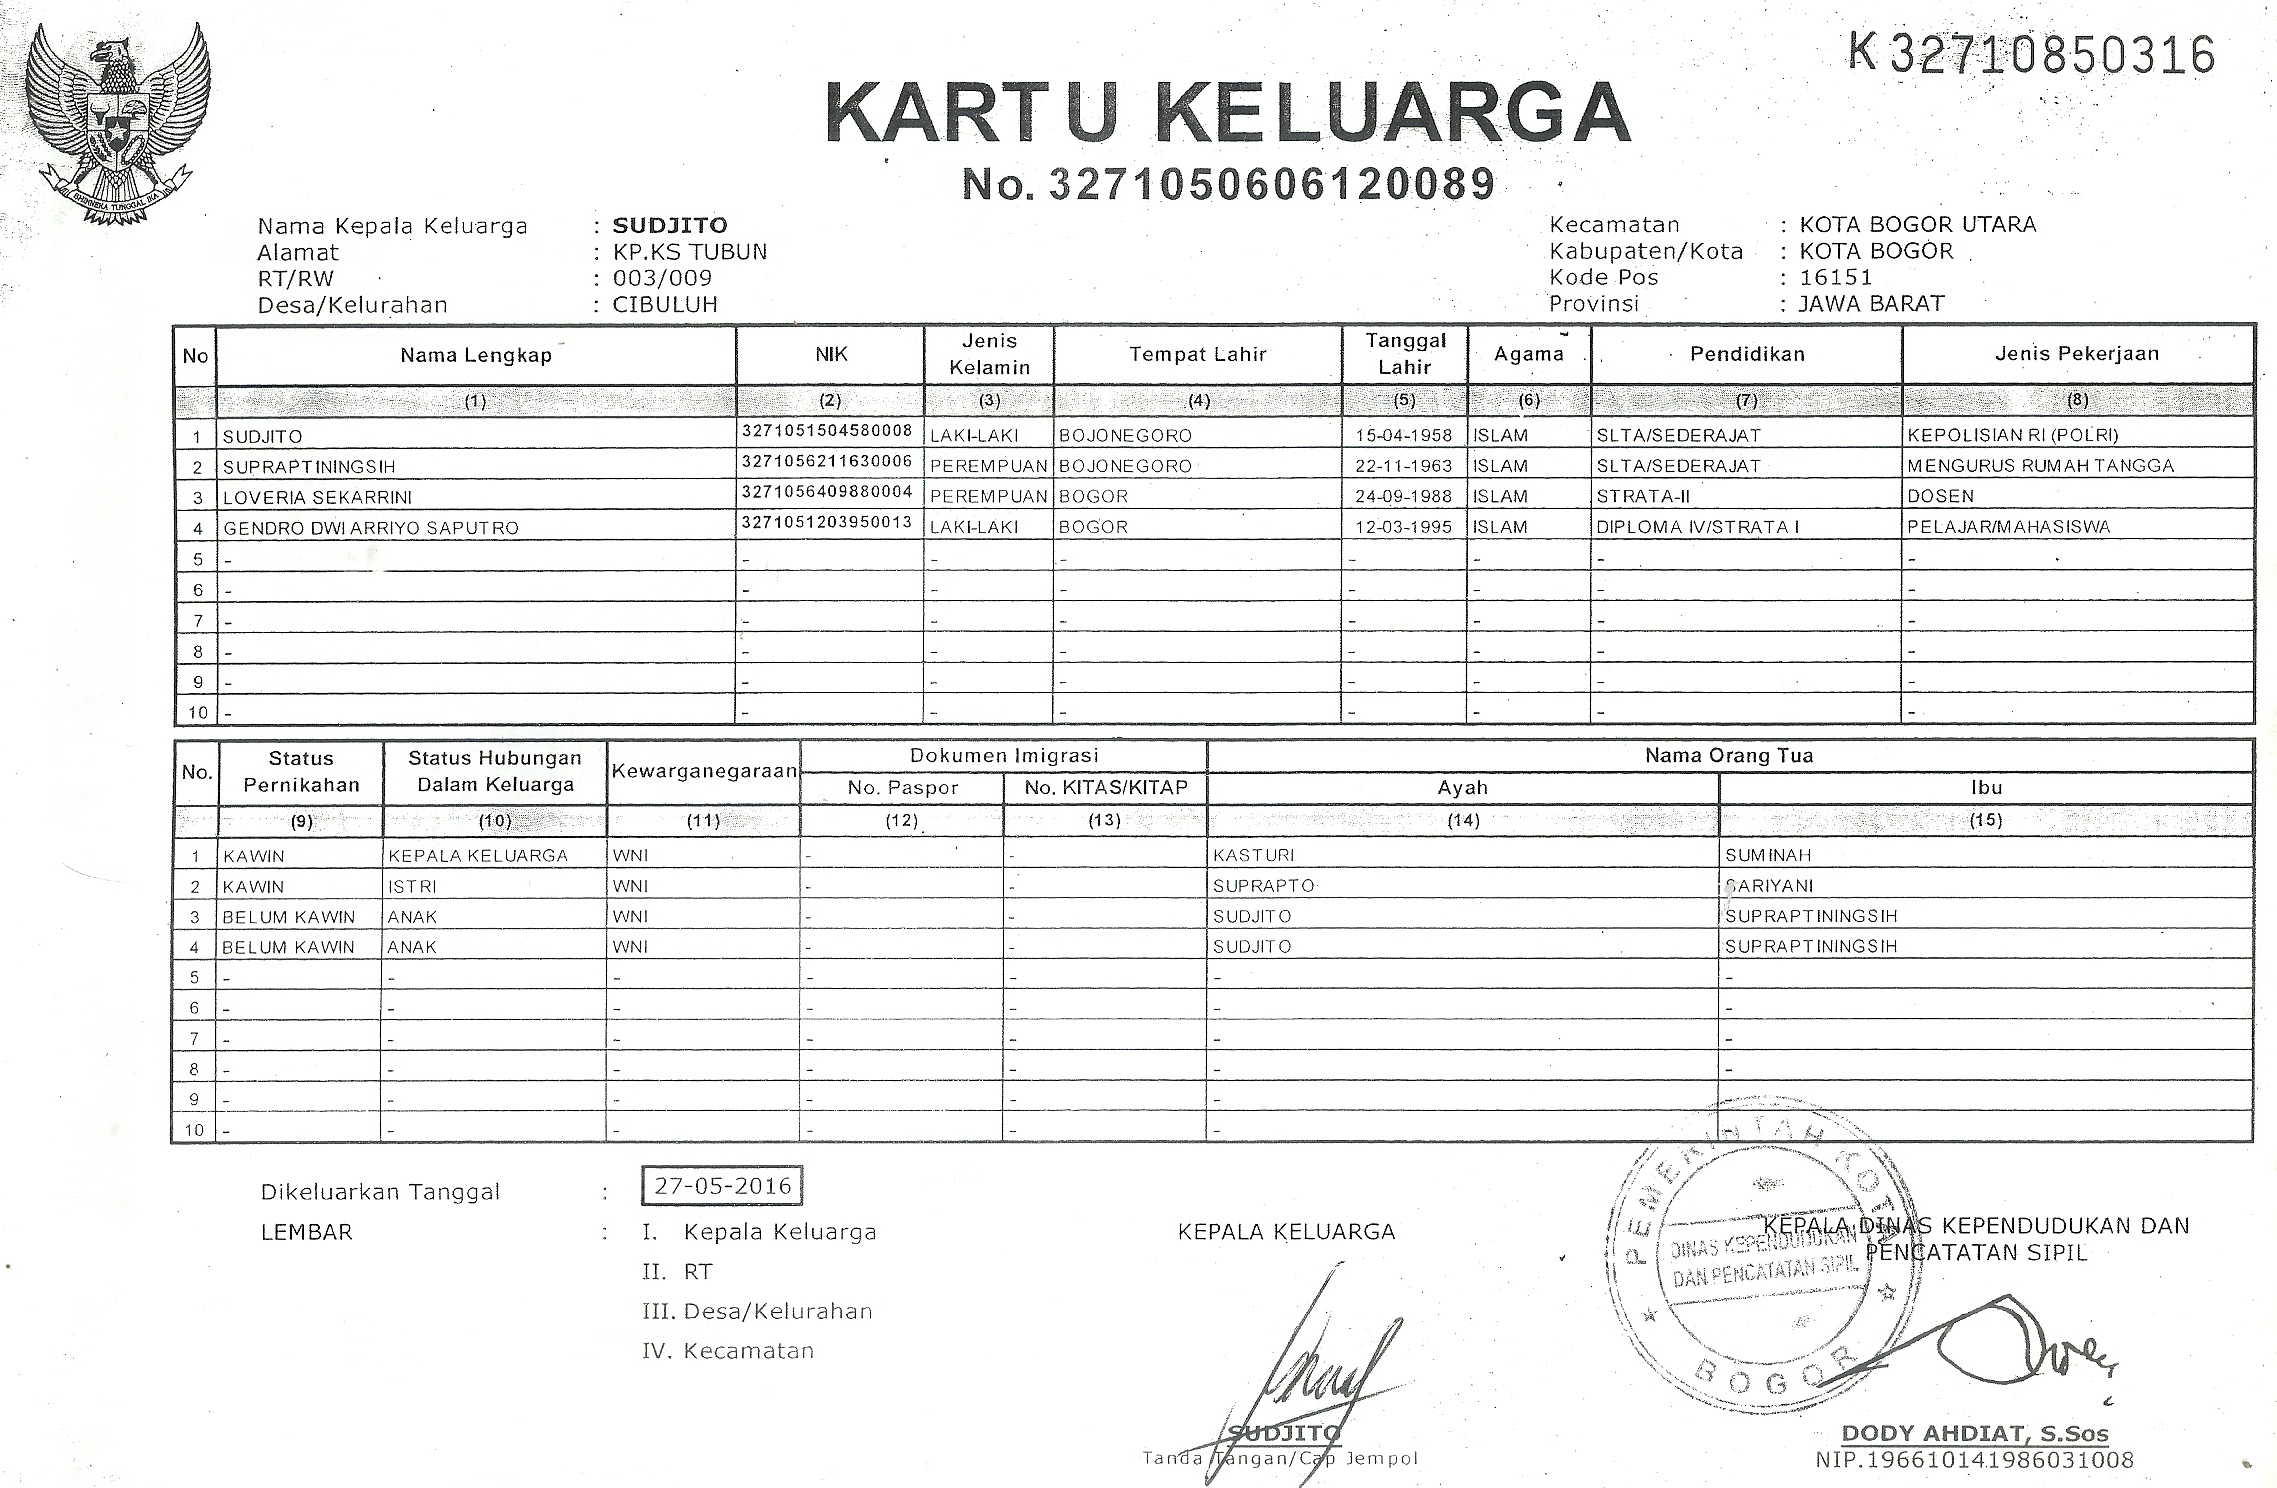 K 32710850316
KARTU KELUARGA
No. 3271050606120089
BHINNEKA TUNGGAL IKA
Nama Kepala Keluarga : SUDJITO
Alamat : KP.KS TUBUN
RT/RW : 003/009
Desa/Kelurahan : CIBULUH
Kecamatan : KOTA BOGOR UTARA
Kabupaten/Kota : KOTA BOGOR
Kode Pos : 16151
Provinsi : JAWA BARAT
No Nama Lengkap NIK Jenis Kelamin Tempat Lahir Tanggal Lahir Agama Pendidikan Jenis Pekerjaan
(1) (2) (3) (4) (5) (6) (7) (8)
1 SUDJITO 3271051504580008 LAKI-LAKI BOJONEGORO 15-04-1958 ISLAM SLTA/SEDERAJAT KEPOLISIAN RI (POLRI)
2 SUPRAPTININGSIH 3271056211630006 PEREMPUAN BOJONEGORO 22-11-1963 ISLAM SLTA/SEDERAJAT MENGURUS RUMAH TANGGA
3 LOVERIA SEKARRINI 3271056409880004 PEREMPUAN BOGOR 24-09-1988 ISLAM STRATA-II DOSEN
4 GENDRO DWI ARRIYO SAPUTRO 3271051203950013 LAKI-LAKI BOGOR 12-03-1995 ISLAM DIPLOMA IV/STRATA I PELAJAR/MAHASISWA
5 - - - - - - - -
6 - - - - - - - -
7 - - - - - - - -
8 - - - - - - - -
9 - - - - - - - -
10 - - - - - - - -
No. Status Pernikahan Status Hubungan Dalam Keluarga Kewarganegaraan Dokumen Imigrasi Nama Orang Tua
No. Paspor No. KITAS/KITAP Ayah Ibu
(9) (10) (11) (12) (13) (14) (15)
1 KAWIN KEPALA KELUARGA WNI - - KASTURI SUMINAH
2 KAWIN ISTRI WNI - - SUPRAPTO SARIYANI
3 BELUM KAWIN ANAK WNI - - SUDJITO SUPRAPTININGSIH
4 BELUM KAWIN ANAK WNI - - SUDJITO SUPRAPTININGSIH
5 - - - - - - -
6 - - - - - - -
7 - - - - - - -
8 - - - - - - -
9 - - - - - - -
10 - - - - - - -
Dikeluarkan Tanggal : 27-05-2016
LEMBAR : I. Kepala Keluarga
II. RT
III. Desa/Kelurahan
IV. Kecamatan
KEPALA KELUARGA
SUDJITO
Tanda Tangan/Cap Jempol
PEMERINTAH KOTA
DINAS KEPENDUDUKAN
DAN PENCATATAN SIPIL
BOGOR
KEPALA DINAS KEPENDUDUKAN DAN
PENCATATAN SIPIL
DODY AHDIAT, S.Sos
NIP.196610141986031008